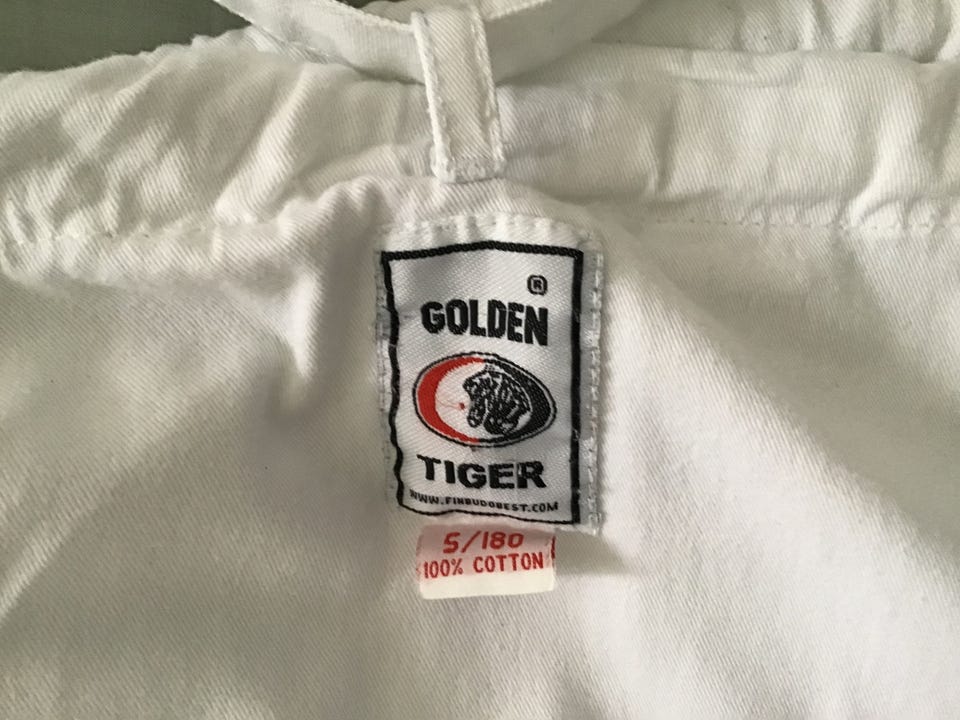 ®
GOLDEN
TIGER
WWW.FINBUDOBEST.COM
5/180
100% COTTON